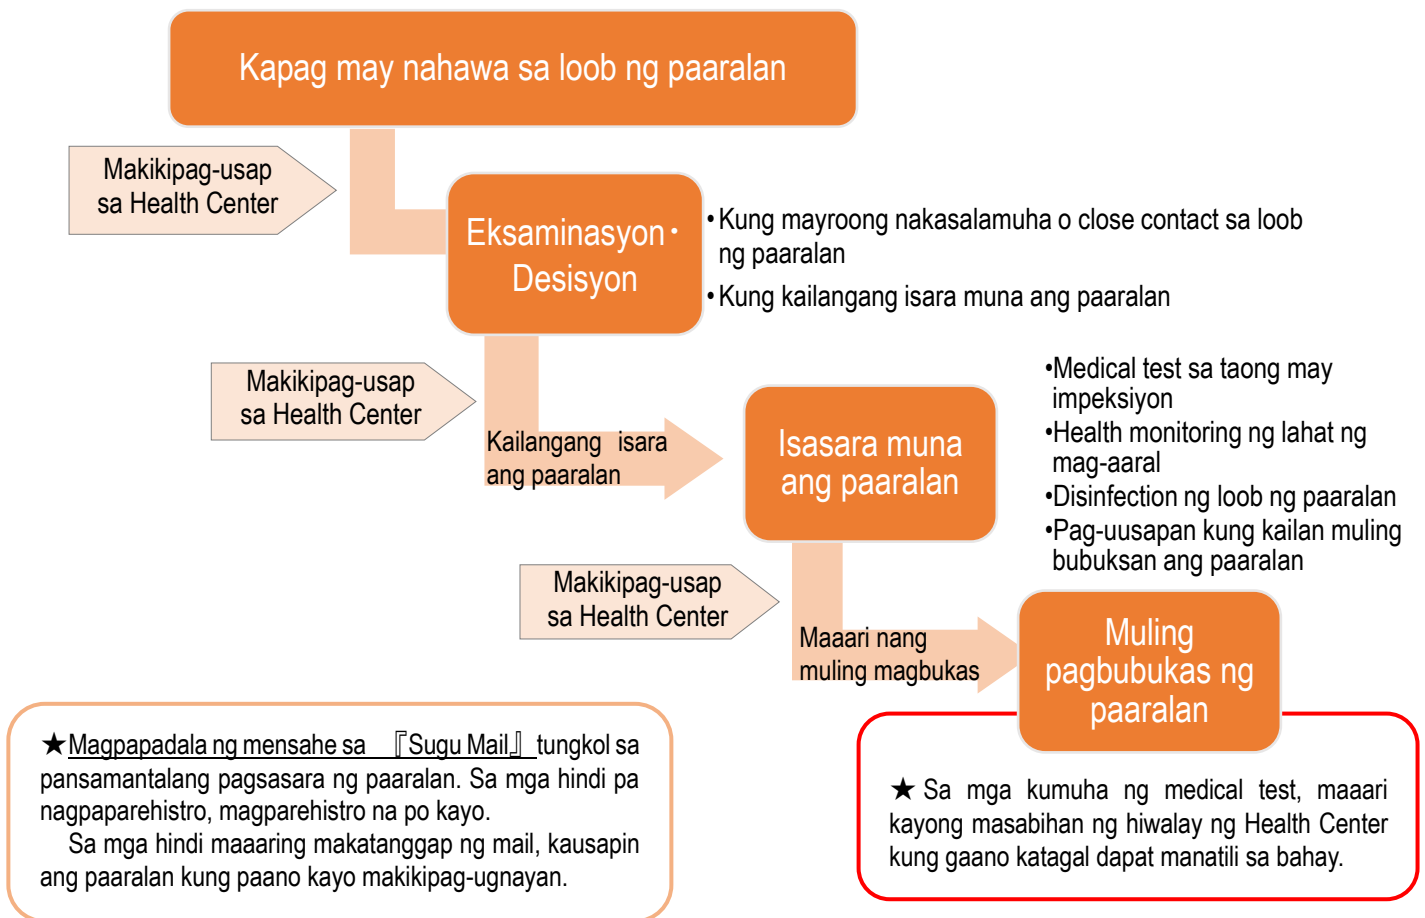 Kapag may nahawa sa loob ng paaralan
Makikipag-usap
sa Health Center
Eksaminasyon・
Desisyon
•Kung mayroong nakasalamuha o close contact sa loob
ng paaralan
•Kung kailangang isara muna ang paaralan
Makikipag-usap
sa Health Center
Kailangang isara
ang paaralan
Isasara muna
ang paaralan
•Medical test sa taong may
impeksiyon
•Health monitoring ng lahat ng
mag-aaral
•Disinfection ng loob ng paaralan
•Pag-uusapan kung kailan muling
bubuksan ang paaralan
Makikipag-usap
sa Health Center
Maaari nang
muling magbukas
Muling
pagbubukas ng
paaralan
★Magpapadala ng mensahe sa 『Sugu Mail』 tungkol sa
pansamantalang pagsasara ng paaralan. Sa mga hindi pa
nagpaparehistro, magparehistro na po kayo.
Sa mga hindi maaaring makatanggap ng mail, kausapin
ang paaralan kung paano kayo makikipag-ugnayan.
★ Sa mga kumuha ng medical test, maaari
kayong masabihan ng hiwalay ng Health Center
kung gaano katagal dapat manatili sa bahay.